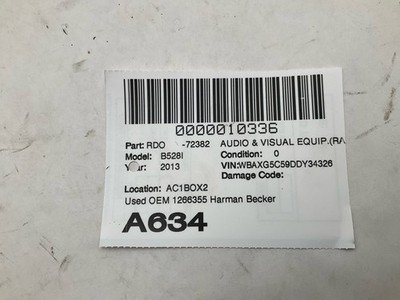 0000010336
Part: RDO -72382 AUDIO & VISUAL EQUIP.(RA
Model: B528I Condition: 0
Year: 2013 VIN:WBAXG5C59DDY34326
Damage Code:
Location: AC1BOX2
Used OEM 1266355 Harman Becker
A634